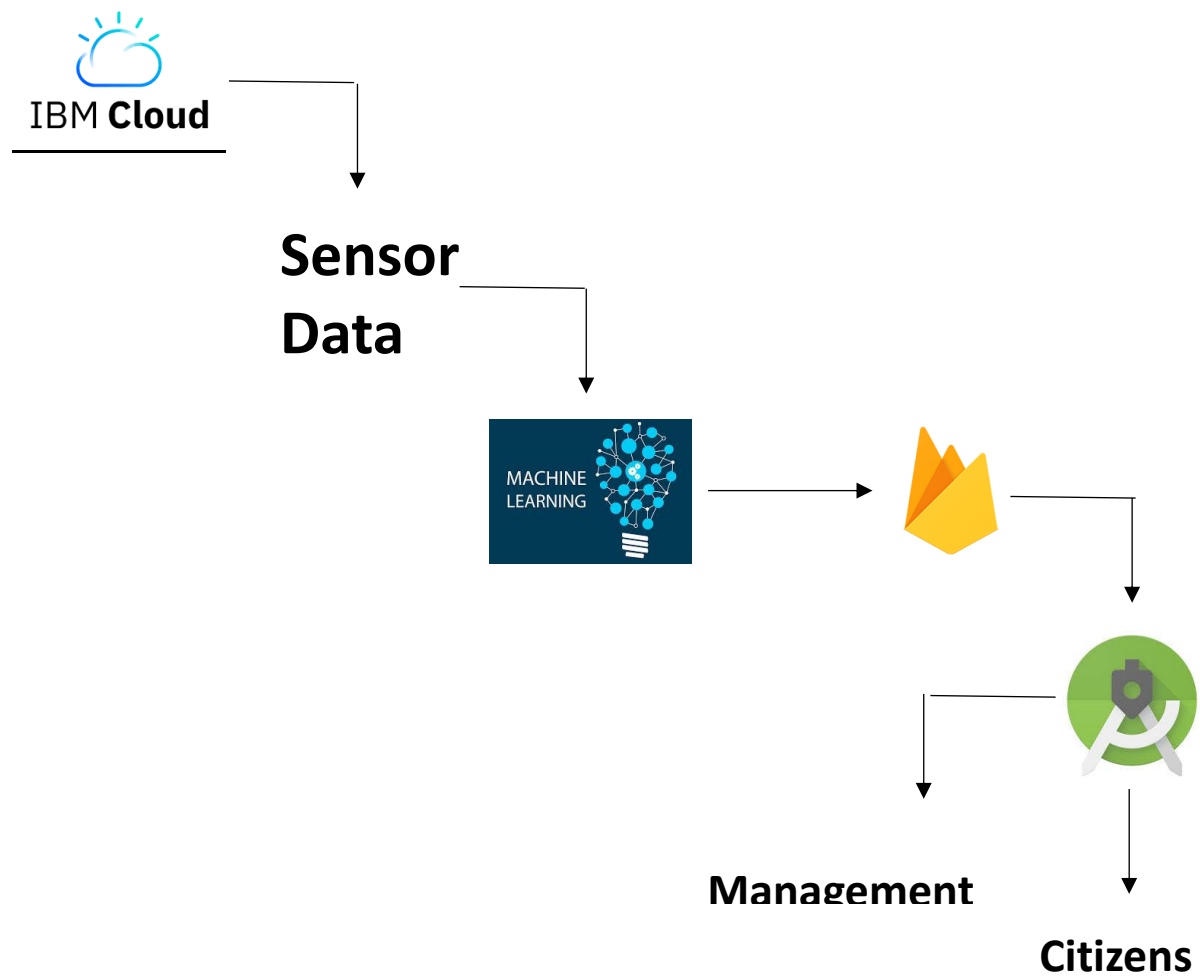 IBM Cloud
Sensor
Data
MACHINE
LEARNING
Management
Citizens